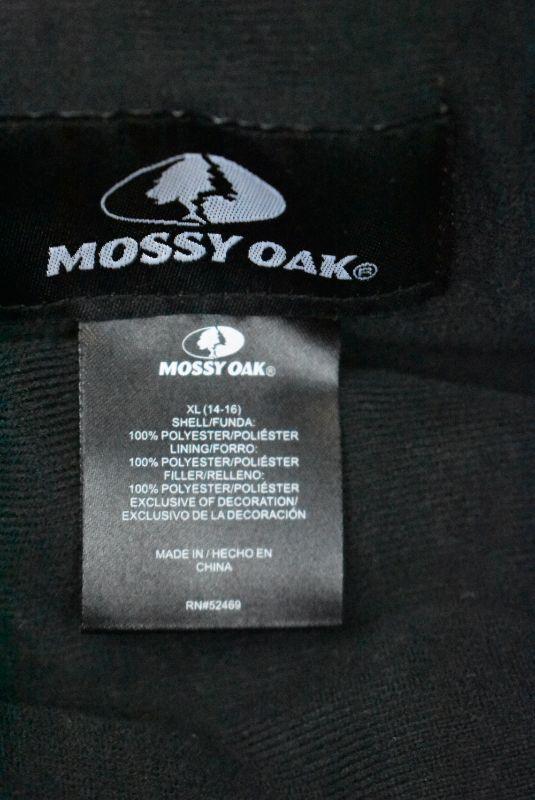 MOSSY OAK®
MOSSY OAK®
XL (14-16)
SHELL/FUNDA:
100% POLYESTER/POLIÉSTER
LINING/FORRO:
100% POLYESTER/POLIÉSTER
FILLER/RELLENO:
100% POLYESTER/POLIÉSTER
EXCLUSIVE OF DECORATION/
EXCLUSIVO DE LA DECORACIÓN
MADE IN / HECHO EN
CHINA
RN#52469